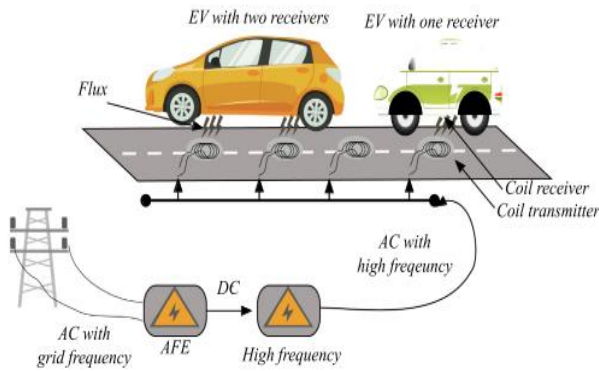 EV with two receivers
EV with one receiver
Flux
Coil receiver
Coil transmitter
AC with
high freqeuncy
DC
AC with
grid frequency
AFE
High frequency